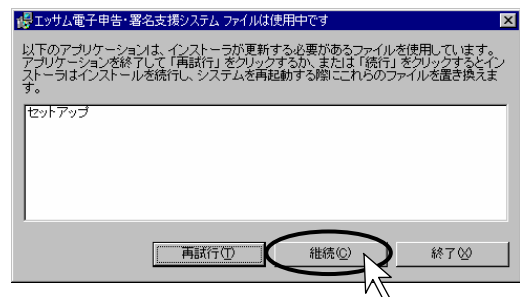 エッサム電子申告・署名支援システム ファイルは使用中です
以下のアプリケーションは、インストーラが更新する必要があるファイルを使用しています。
アプリケーションを終了して「再試行」をクリックするか、または「続行」をクリックするとイン
ストーラはインストールを続行し、システムを再起動する際にこれらのファイルを置き換えま
す。
セットアップ
再試行(T) 継続(C) 終了(X)